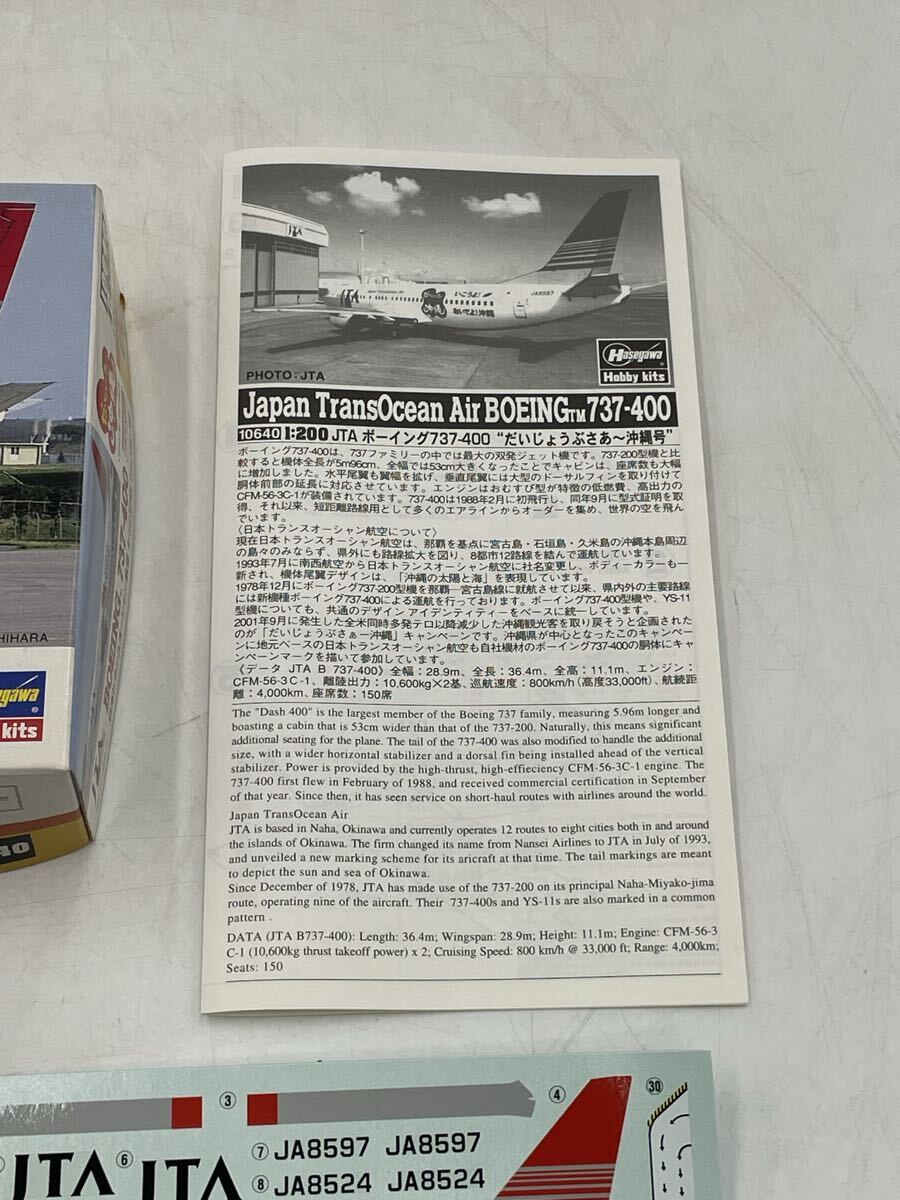 JTA
JTA
Japan TransOcean Air
いこうよ！
おいでよ！沖縄
JA8597
PHOTO:JTA
Hasegawa
Hobby kits
Japan TransOcean Air BOEING™737-400
10640 1:200 JTA ボーイング737-400 “だいじょうぶさあ〜沖縄号”
ボーイング737-400は、737ファミリーの中では最大の双発ジェット機です。737-200型機と比
較すると機体全長が5m96cm、全幅では53cm大きくなったことでキャビンは、座席数も大幅
に増加しました。水平尾翼も翼幅を拡げ、垂直尾翼には大型のドーサルフィンを取り付けて
胴体前部の延長に対応させています。エンジンはおむすび型が特徴の低燃費、高出力の
CFM-56-3C-1が装備されています。737-400は1988年2月に初飛行し、同年9月に型式証明を取
得、それ以来、短距離路線用として多くのエアラインからオーダーを集め、世界の空を飛ん
でいます。
〈日本トランスオーシャン航空について〉
現在日本トランスオーシャン航空は、那覇を基点に宮古島・石垣島・久米島の沖縄本島周辺
の島々のみならず、県外にも路線拡大を図り、8都市12路線を結んで運航しています。
1993年7月に南西航空から日本トランスオーシャン航空に社名変更し、ボディーカラーも一
新され、機体尾翼デザインは、「沖縄の太陽と海」を表現しています。
1978年12月にボーイング737-200型機を那覇―宮古島線に就航させて以来、県内外の主要路線
には新機種ボーイング737-400による運航を行っております。ボーイング737-400型機や、YS-11
型機についても、共通のデザイン アイデンティティーをベースに統一しています。
2001年9月に発生した全米同時多発テロ以降減少した沖縄観光客を取り戻そうと企画された
のが「だいじょうぶさぁー沖縄」キャンペーンです。沖縄県が中心となったこのキャンペー
ンに地元ベースの日本トランスオーシャン航空も自社機材のボーイング737-400の胴体にキャ
ンペーンマークを描いて参加しています。
《データ JTA B 737-400》全幅：28.9m、全長：36.4m、全高：11.1m、エンジン：
CFM-56-3 C -1、離陸出力：10,600kg×2基、巡航速度：800km/h（高度33,000ft）、航続距
離：4,000km、座席数：150席
The "Dash 400" is the largest member of the Boeing 737 family, measuring 5.96m longer and
boasting a cabin that is 53cm wider than that of the 737-200. Naturally, this means significant
additional seating for the plane. The tail of the 737-400 was also modified to handle the additional
size, with a wider horizontal stabilizer and a dorsal fin being installed ahead of the vertical
stabilizer. Power is provided by the high-thrust, high-effieciency CFM-56-3C-1 engine. The
737-400 first flew in February of 1988, and received commercial certification in September
of that year. Since then, it has seen service on short-haul routes with airlines around the world.
Japan TransOcean Air
JTA is based in Naha, Okinawa and currently operates 12 routes to eight cities both in and around
the islands of Okinawa. The firm changed its name from Nansei Airlines to JTA in July of 1993,
and unveiled a new marking scheme for its aricraft at that time. The tail markings are meant
to depict the sun and sea of Okinawa.
Since December of 1978, JTA has made use of the 737-200 on its principal Naha-Miyako-jima
route, operating nine of the aircraft. Their 737-400s and YS-11s are also marked in a common
pattern .
DATA (JTA B737-400): Length: 36.4m; Wingspan: 28.9m; Height: 11.1m; Engine: CFM-56-3
C-1 (10,600kg thrust takeoff power) x 2; Cruising Speed: 800 km/h @ 33,000 ft; Range: 4,000km;
Seats: 150
HIHARA
gawa
kits
40
3
4
30
6
7 JA8597 JA8597
8 JA8524 JA8524
JTA JTA